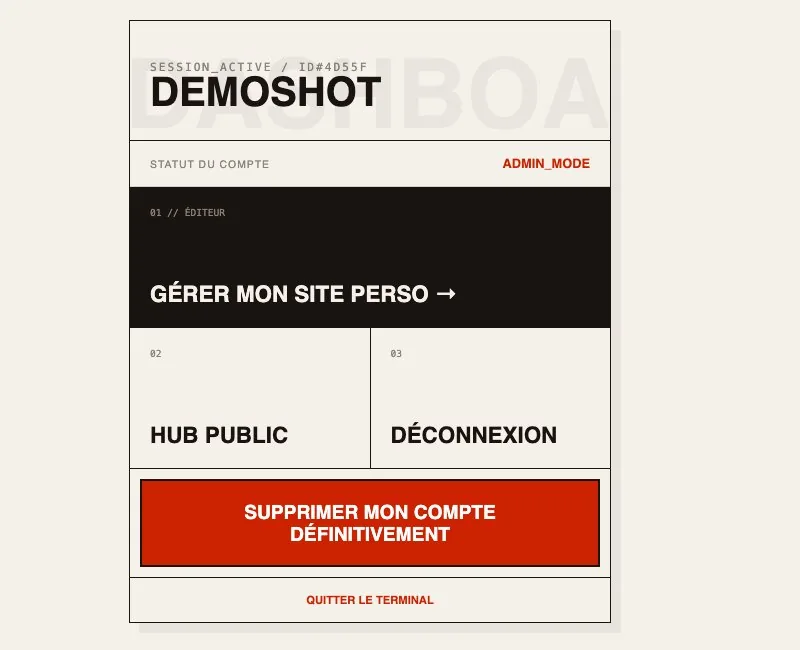 DASHBOA
SESSION_ACTIVE / ID#4D55F
DEMOSHOT
STATUT DU COMPTE
ADMIN_MODE
01 // ÉDITEUR
GÉRER MON SITE PERSO →
02
HUB PUBLIC
03
DÉCONNEXION
SUPPRIMER MON COMPTE
DÉFINITIVEMENT
QUITTER LE TERMINAL